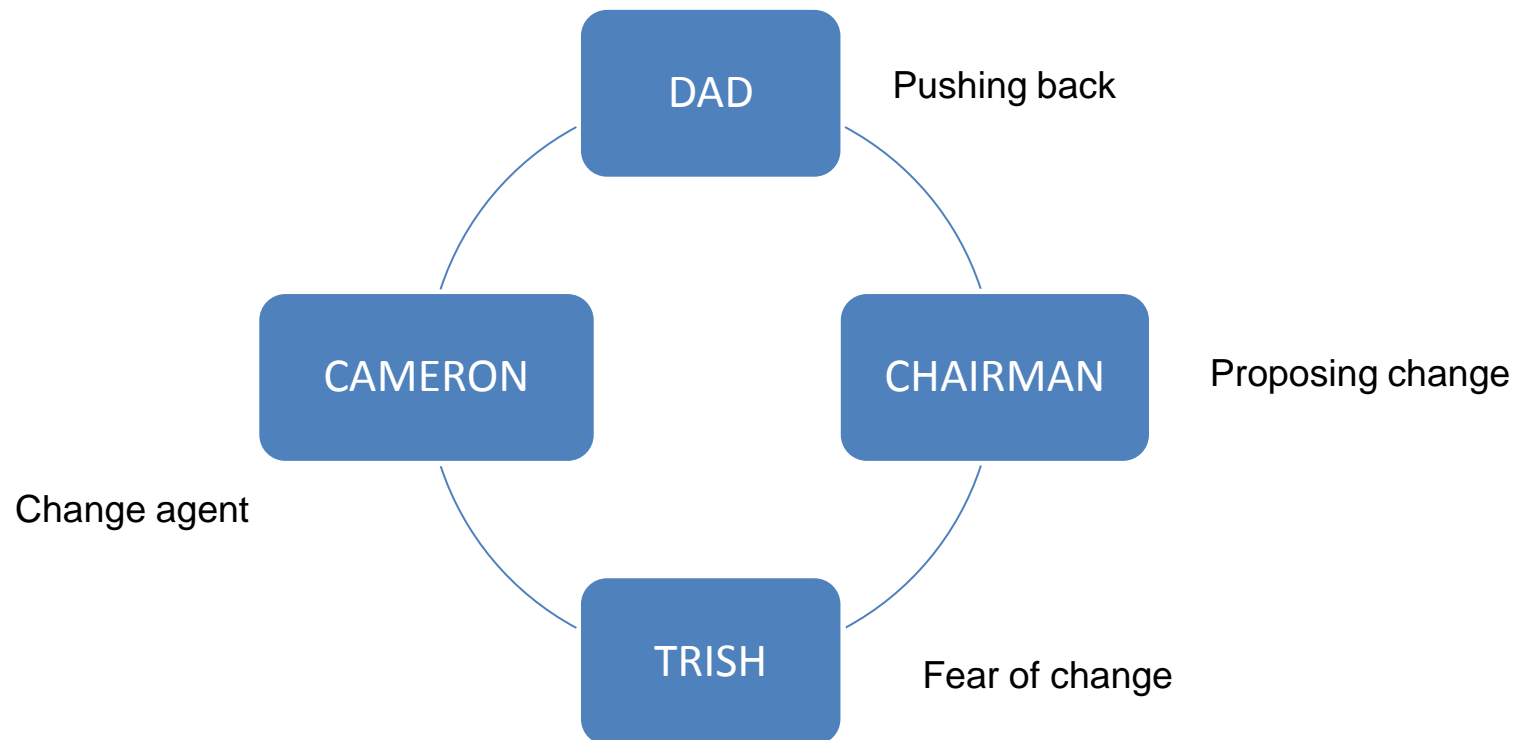 DAD
Pushing back
CAMERON
CHAIRMAN
Proposing change
Change agent
TRISH
Fear of change